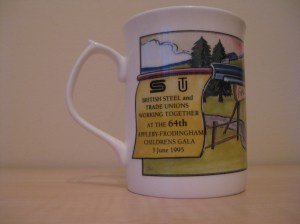 BRITISH STEEL and
TRADE UNIONS
WORKING TOGETHER
AT THE 64th
APPLEBY-FRODINGHAM
CHILDRENS GALA
3 June 1995